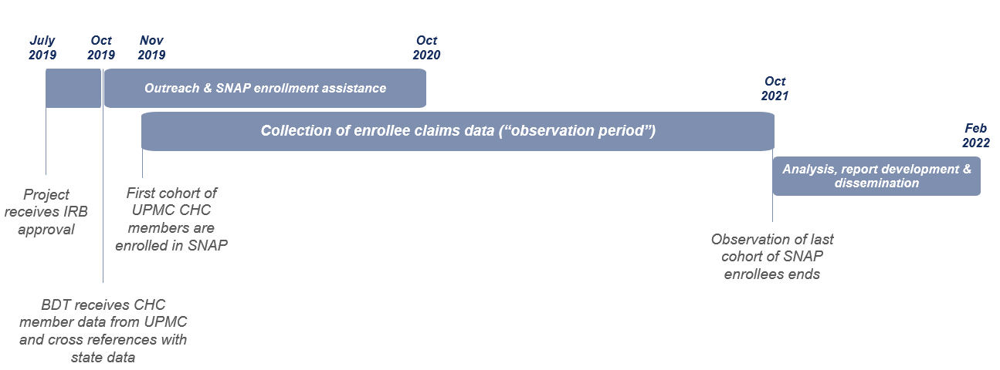 July
2019
Oct
2019
Nov
2019
Oct
2020
Outreach & SNAP enrollment assistance
Oct
2021
Collection of enrollee claims data (“observation period”)
Feb
2022
Analysis, report development &
dissemination
Project
receives IRB
approval
First cohort of
UPMC CHC
members are
enrolled in SNAP
Observation of last
cohort of SNAP
enrollees ends
BDT receives CHC
member data from UPMC
and cross references with
state data